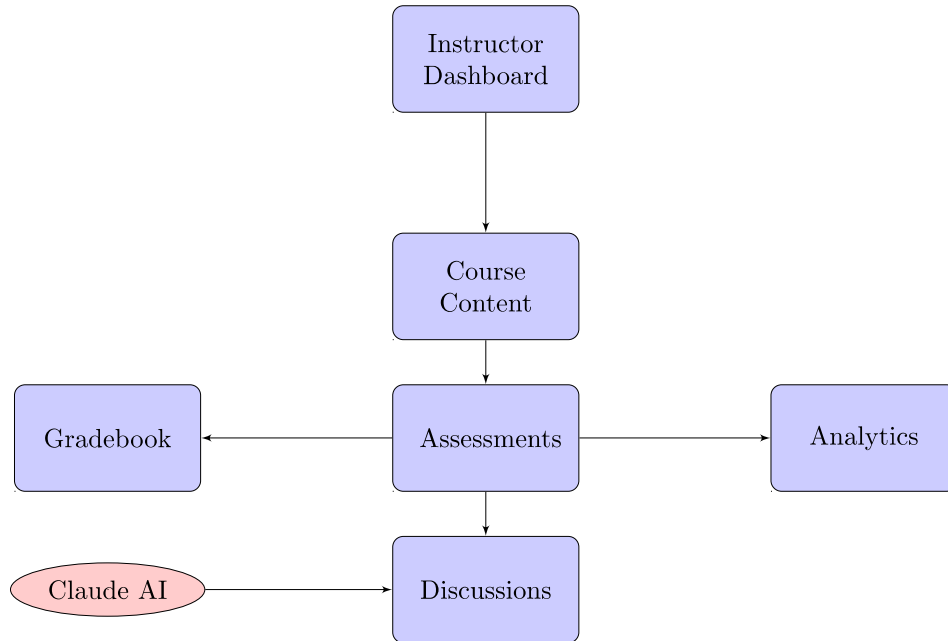 Instructor
Dashboard
Course
Content
Gradebook
Assessments
Analytics
Claude AI
Discussions